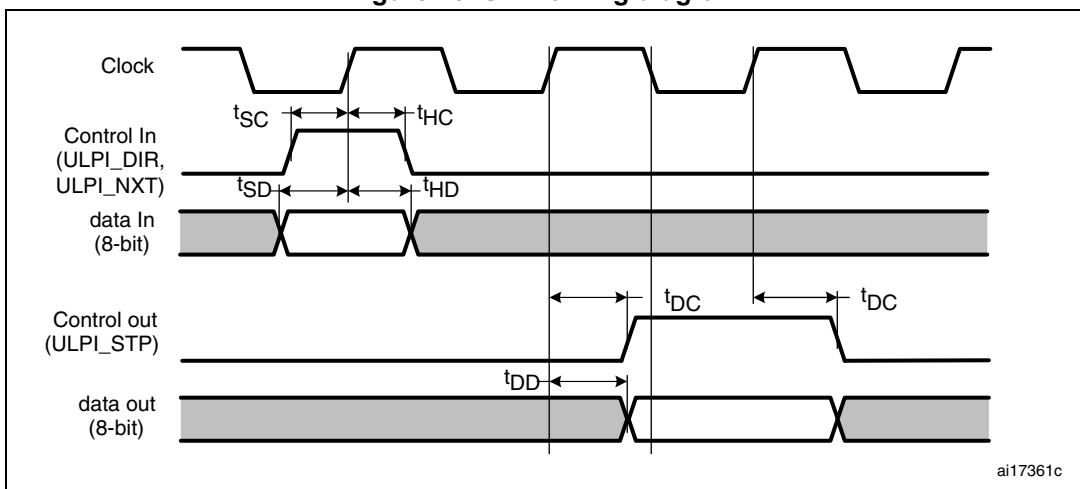 Clock
tSC
tHC
Control In
(ULPI_DIR,
ULPI_NXT)
tSD
tHD
data In
(8-bit)
tDC
tDC
Control out
(ULPI_STP)
tDD
data out
(8-bit)
ai17361c